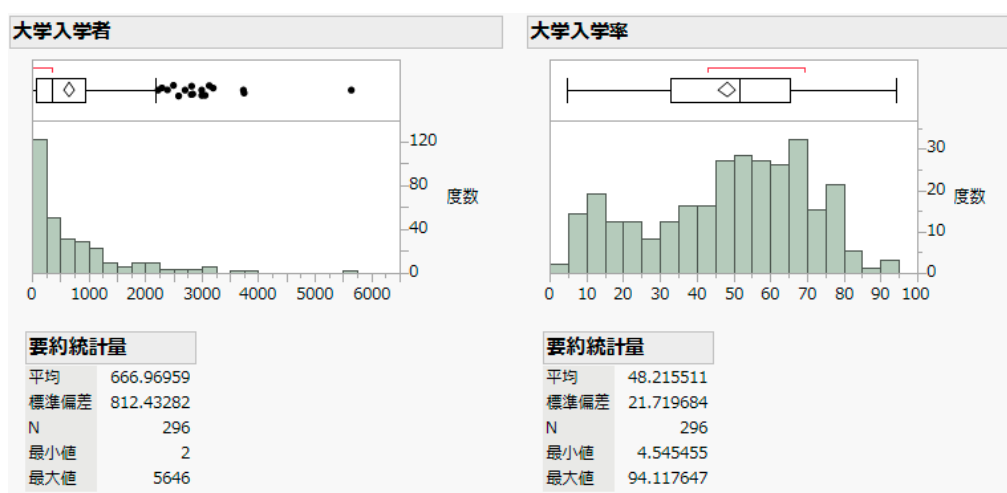 大学入学者
120
80
40
0
度数
0 1000 2000 3000 4000 5000 6000
要約統計量
平均 666.96959
標準偏差 812.43282
N 296
最小値 2
最大値 5646
大学入学率
30
20
10
0
度数
0 10 20 30 40 50 60 70 80 90 100
要約統計量
平均 48.215511
標準偏差 21.719684
N 296
最小値 4.545455
最大値 94.117647